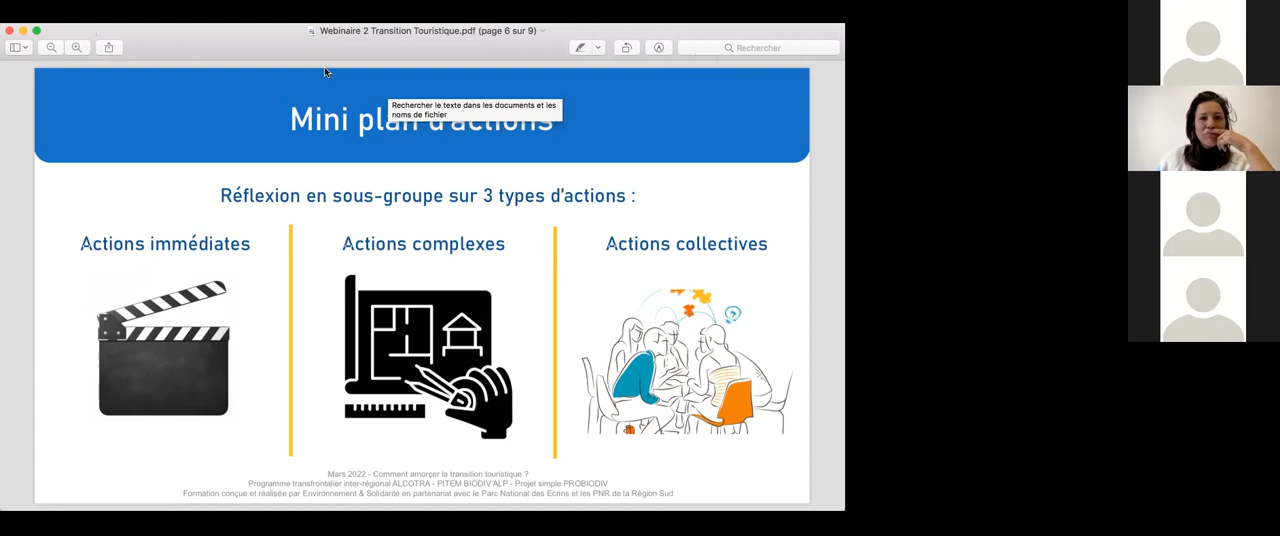 Webinaire 2 Transition Touristique.pdf (page 6 sur 9)
Rechercher
Rechercher le texte dans les documents et les
noms de fichier
Mini plan d'actions
Réflexion en sous-groupe sur 3 types d'actions :
Actions immédiates
Actions complexes
Actions collectives
Mars 2022 - Comment amorçer la transition touristique ?
Programme transfrontalier inter-régional ALCOTRA - PITEM BIODIV'ALP - Projet simple PROBIODIV
Formation conçue et réalisée par Environnement & Solidarité en partenariat avec le Parc National des Ecrins et les PNR de la Région Sud